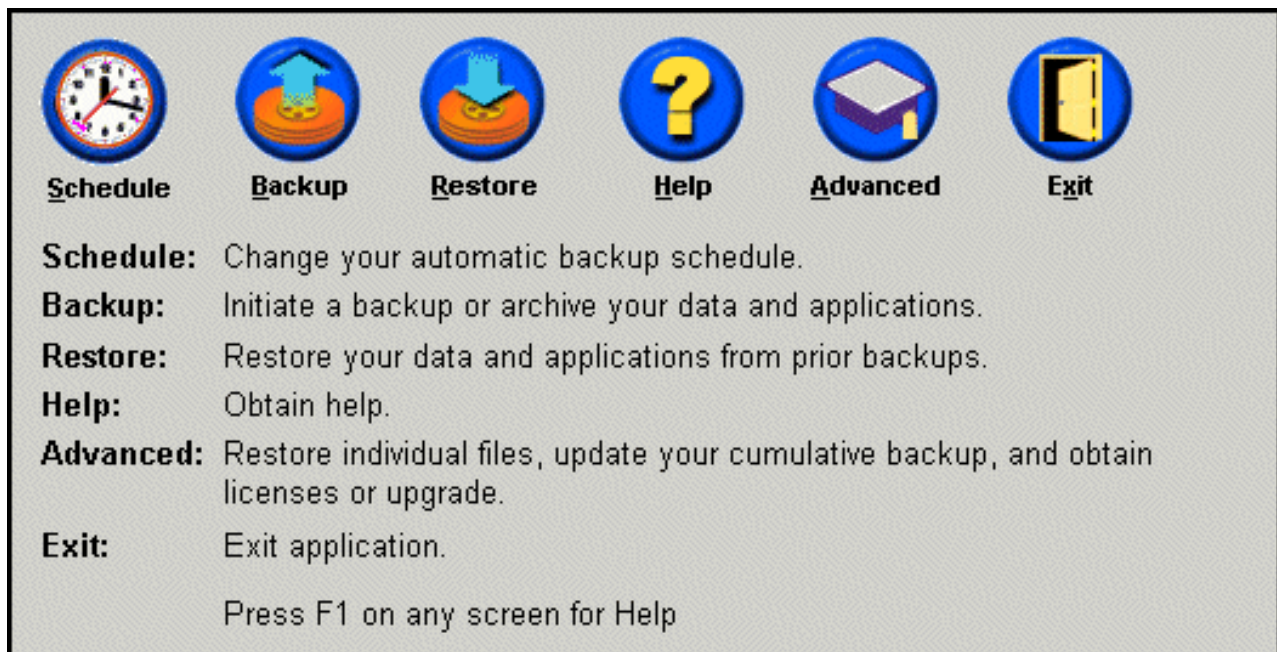 Schedule Backup Restore Help Advanced Exit
Schedule: Change your automatic backup schedule.
Backup: Initiate a backup or archive your data and applications.
Restore: Restore your data and applications from prior backups.
Help: Obtain help.
Advanced: Restore individual files, update your cumulative backup, and obtain
licenses or upgrade.
Exit: Exit application.
Press F1 on any screen for Help